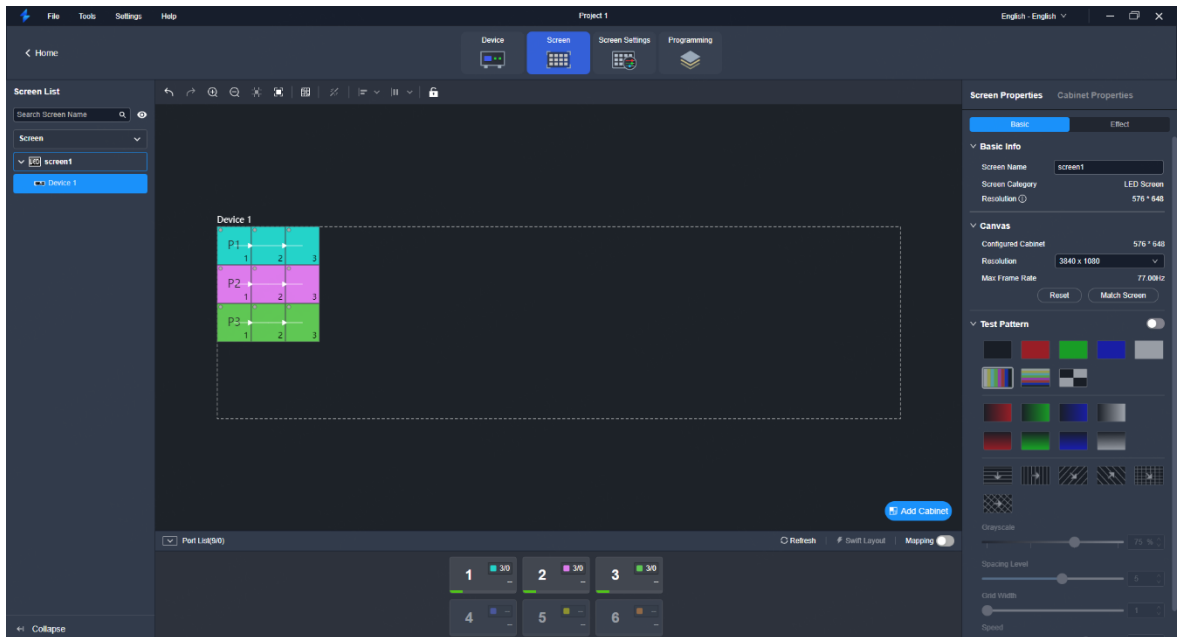 File Tools Settings Help Project 1 English - English
Home
Device Screen Screen Settings Programming
Screen List
Search Screen Name
Screen
screen1
Device 1
Device 1
P1
1 2 3
P2
1 2 3
P3
1 2 3
Add Cabinet
Port List(9/0) Refresh Swift Layout Mapping
1 3/0 --
2 3/0 --
3 3/0 --
4 -- --
5 -- --
6 -- --
Collapse
Screen Properties Cabinet Properties
Basic Effect
Basic Info
Screen Name screen1
Screen Category LED Screen
Resolution 576 * 648
Canvas
Configured Cabinet 576 * 648
Resolution 3840 x 1080
Max Frame Rate 77.00Hz
Reset Match Screen
Test Pattern
Grayscale
75 %
Spacing Level
5
Grid Width
1
Speed